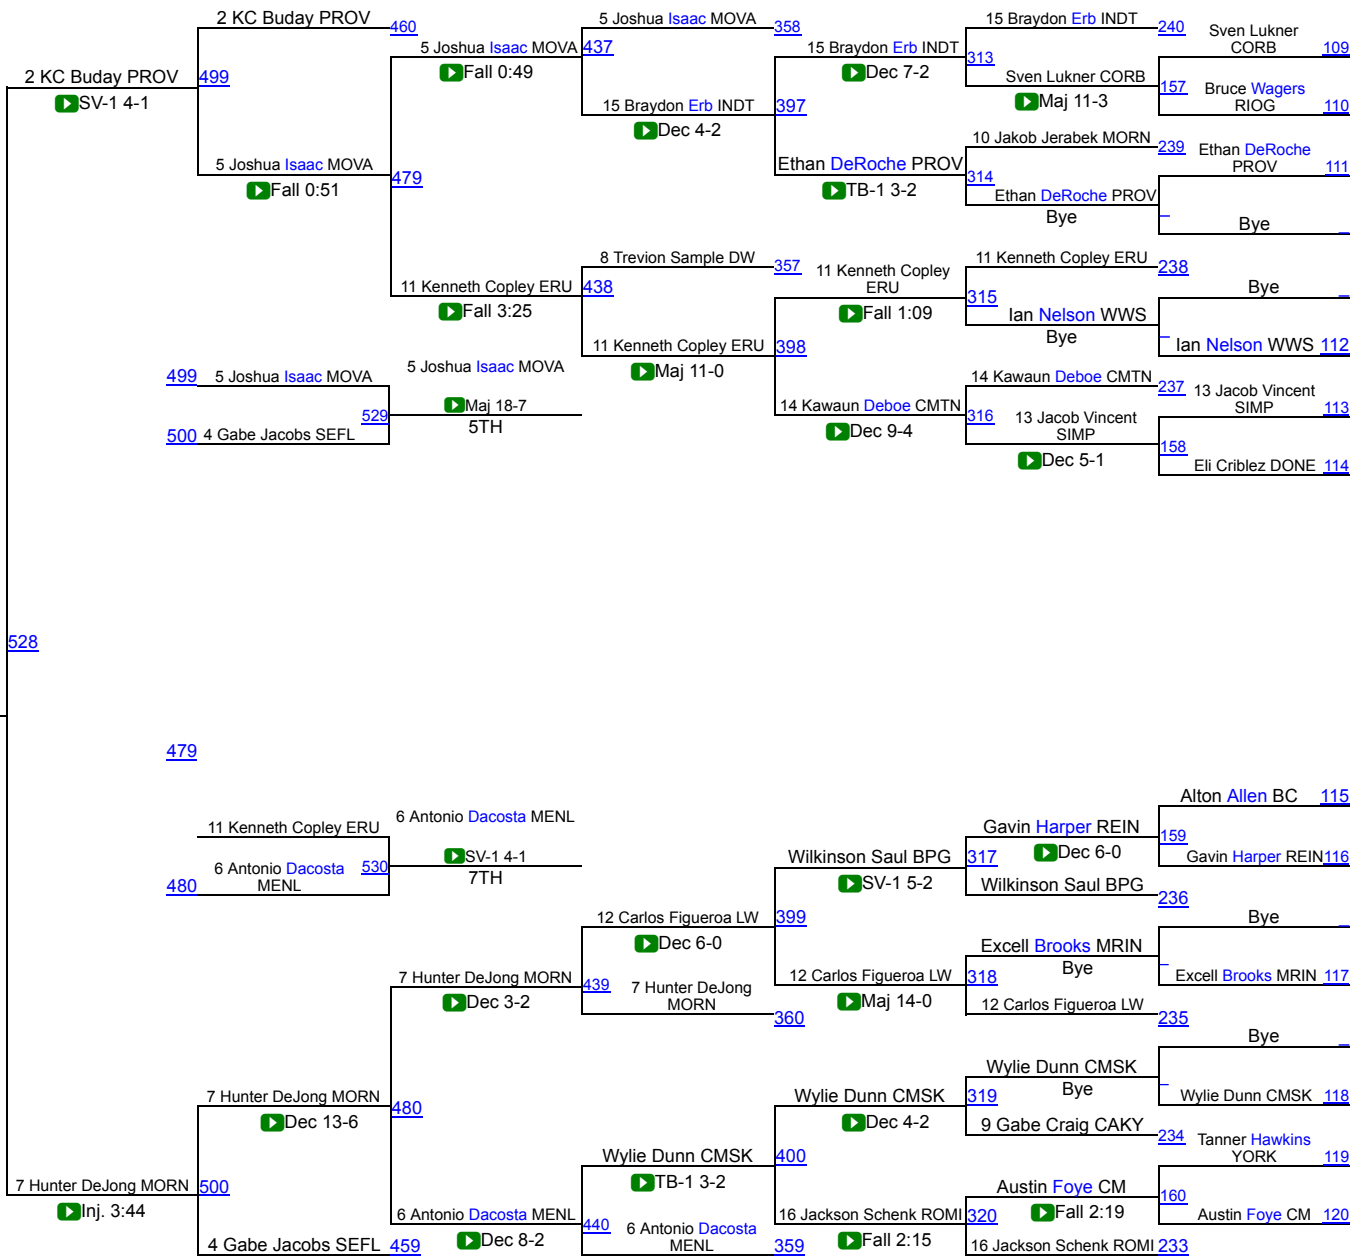 2 KC Buday PROV
460
5 Joshua Isaac MOVA
358
15 Braydon Erb INDT
240
Sven Lukner
CORB
109
2 KC Buday PROV
499
SV-1 4-1
5 Joshua Isaac MOVA
437
Fall 0:49
15 Braydon Erb INDT
313
Dec 7-2
Sven Lukner CORB
157
Maj 11-3
Bruce Wagers
RIOG
110
15 Braydon Erb INDT
397
Dec 4-2
10 Jakob Jerabek MORN
239
Ethan DeRoche
PROV
111
5 Joshua Isaac MOVA
479
Fall 0:51
Ethan DeRoche PROV
314
TB-1 3-2
Ethan DeRoche PROV
Bye
Bye
8 Trevion Sample DW
357
11 Kenneth Copley
ERU
Fall 1:09
11 Kenneth Copley ERU
238
Bye
11 Kenneth Copley ERU
438
Fall 3:25
315
Ian Nelson WWS
Bye
11 Kenneth Copley ERU
398
Maj 11-0
Ian Nelson WWS
112
499
5 Joshua Isaac MOVA
5 Joshua Isaac MOVA
14 Kawaun Deboe CMTN
237
13 Jacob Vincent
SIMP
113
529
Maj 18-7
5TH
14 Kawaun Deboe CMTN
316
Dec 9-4
13 Jacob Vincent
SIMP
158
Dec 5-1
500
4 Gabe Jacobs SEFL
Eli Criblez DONE
114
528
479
Alton Allen BC
115
11 Kenneth Copley ERU
6 Antonio Dacosta MENL
Gavin Harper REIN
159
Dec 6-0
530
SV-1 4-1
7TH
Wilkinson Saul BPG
317
SV-1 5-2
Gavin Harper REIN
116
480
6 Antonio Dacosta
MENL
Wilkinson Saul BPG
236
12 Carlos Figueroa LW
399
Dec 6-0
Bye
Excell Brooks MRIN
Bye
7 Hunter DeJong MORN
439
Dec 3-2
7 Hunter DeJong
MORN
360
12 Carlos Figueroa LW
318
Maj 14-0
Excell Brooks MRIN
117
12 Carlos Figueroa LW
235
Bye
Wylie Dunn CMSK
Bye
7 Hunter DeJong MORN
480
Dec 13-6
Wylie Dunn CMSK
319
Dec 4-2
Wylie Dunn CMSK
118
9 Gabe Craig CAKY
234
Tanner Hawkins
YORK
119
Wylie Dunn CMSK
400
TB-1 3-2
7 Hunter DeJong MORN
500
Inj. 3:44
Austin Foye CM
160
Fall 2:19
6 Antonio Dacosta MENL
440
Dec 8-2
6 Antonio Dacosta
MENL
359
16 Jackson Schenk ROMI
320
Fall 2:15
Austin Foye CM
120
4 Gabe Jacobs SEFL
459
16 Jackson Schenk ROMI
233